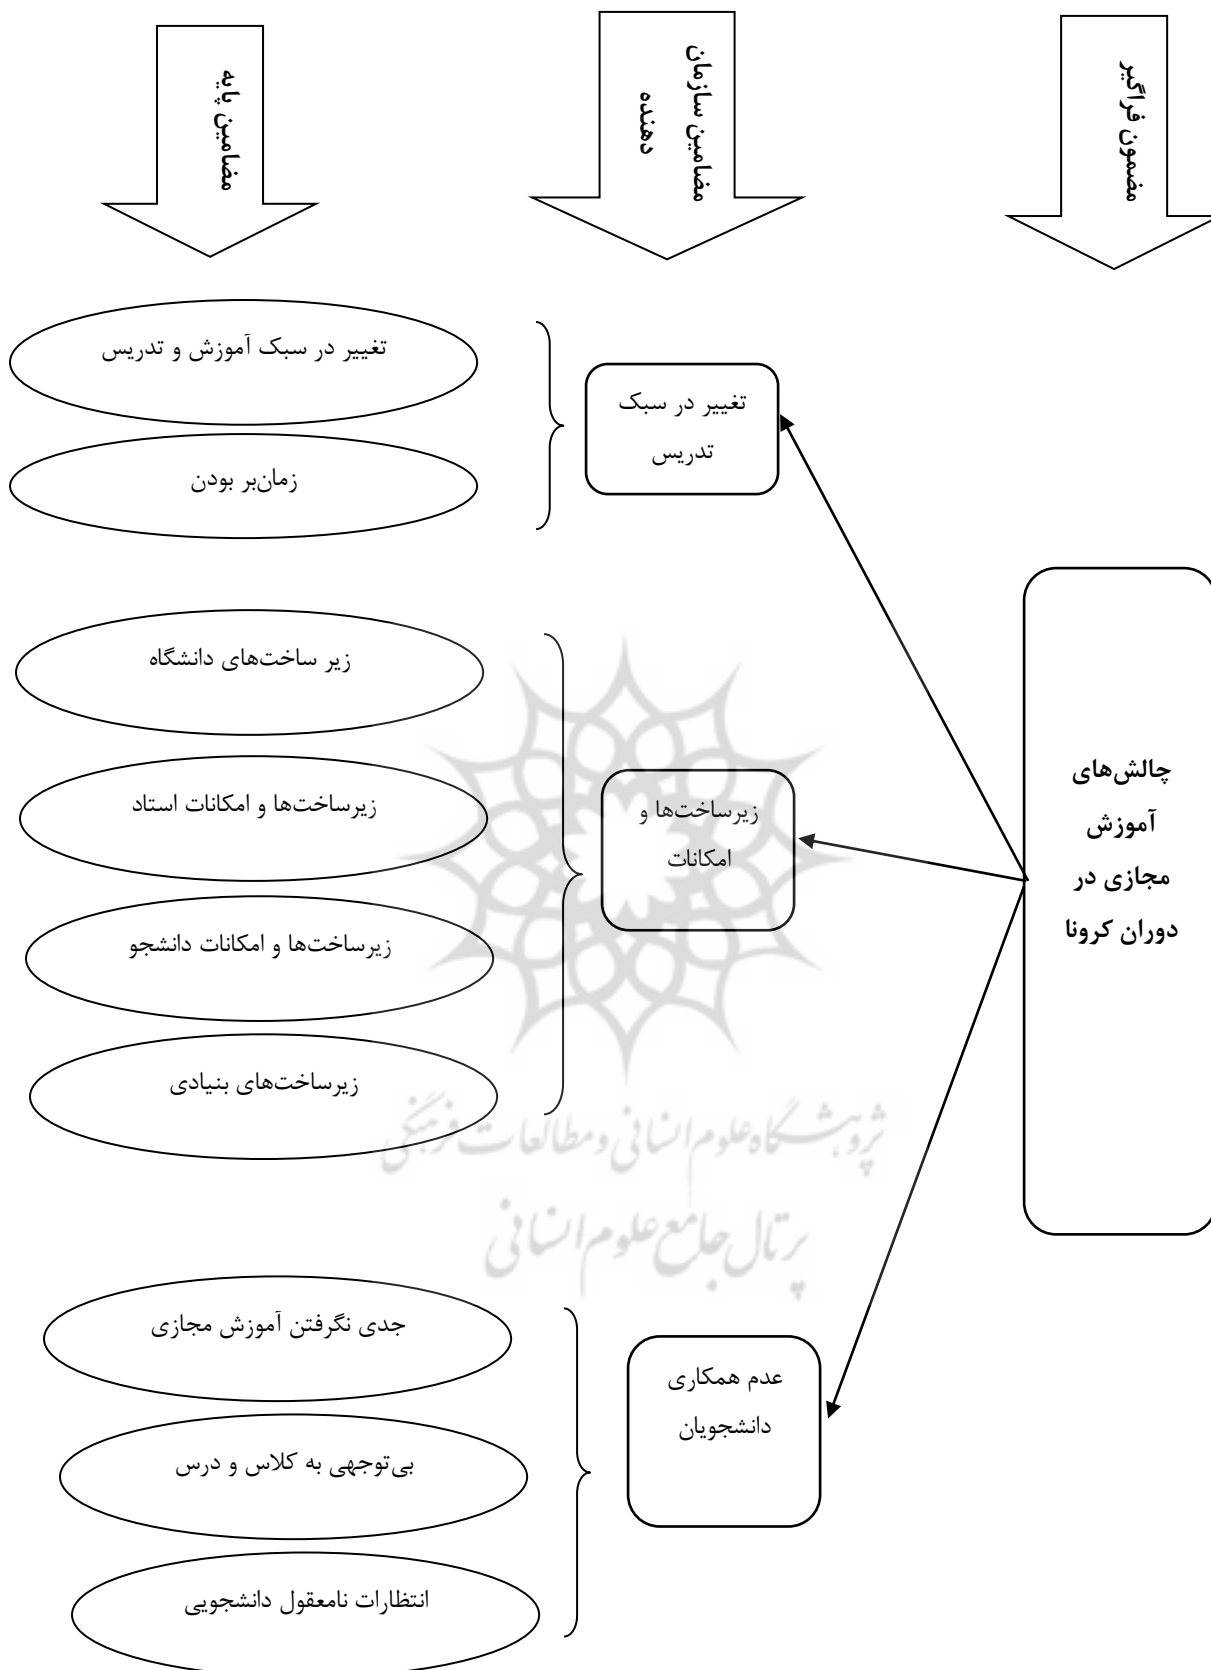 مضمون فراگیر
مضامین سازمان
دهنده
مضامین پایه
چالش‌های
آموزش
مجازی در
دوران کرونا
تغییر در سبک
تدریس
تغییر در سبک آموزش و تدریس
زمان‌بر بودن
زیرساخت‌ها و
امکانات
زیر ساخت‌های دانشگاه
زیرساخت‌ها و امکانات استاد
زیرساخت‌ها و امکانات دانشجو
زیرساخت‌های بنیادی
پژوهشگاه علوم انسانی و مطالعات فرهنگی
پرتال جامع علوم انسانی
عدم همکاری
دانشجویان
جدی نگرفتن آموزش مجازی
بی‌توجهی به کلاس و درس
انتظارات نامعقول دانشجویی